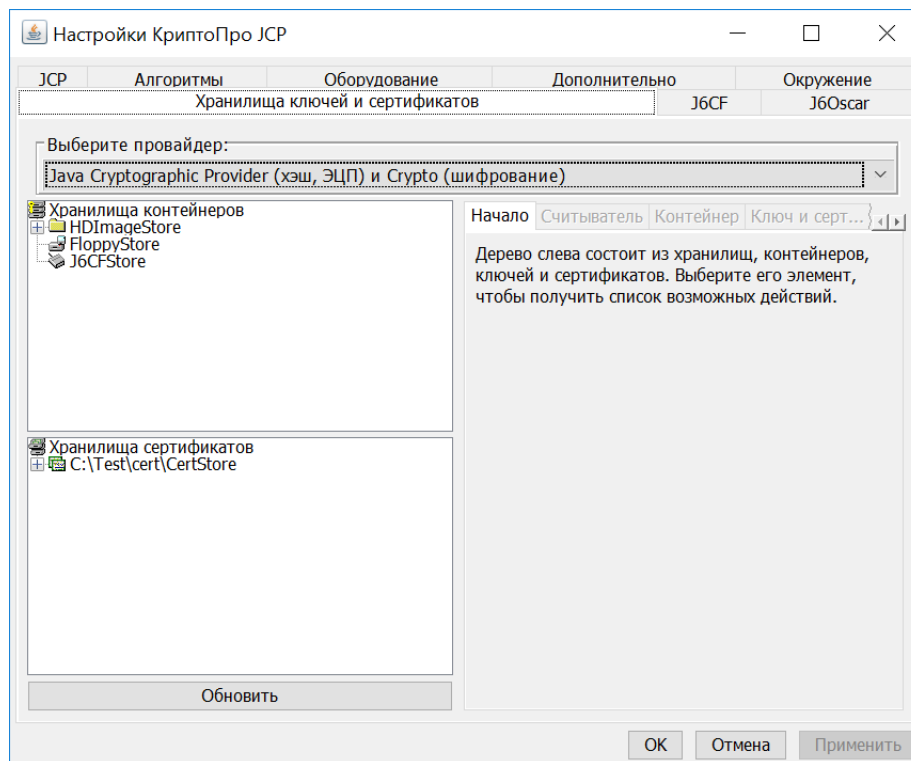 Настройки КриптоПро JCP
JCP Алгоритмы Оборудование Дополнительно Окружение
Хранилища ключей и сертификатов J6CF J6Oscar
Выберите провайдер:
Java Cryptographic Provider (хэш, ЭЦП) и Crypto (шифрование)
Хранилища контейнеров
HDImageStore
FloppyStore
J6CFStore
Начало Считыватель Контейнер Ключ и серт...
Дерево слева состоит из хранилищ, контейнеров,
ключей и сертификатов. Выберите его элемент,
чтобы получить список возможных действий.
Хранилища сертификатов
C:\Test\cert\CertStore
Обновить
OK Отмена Применить